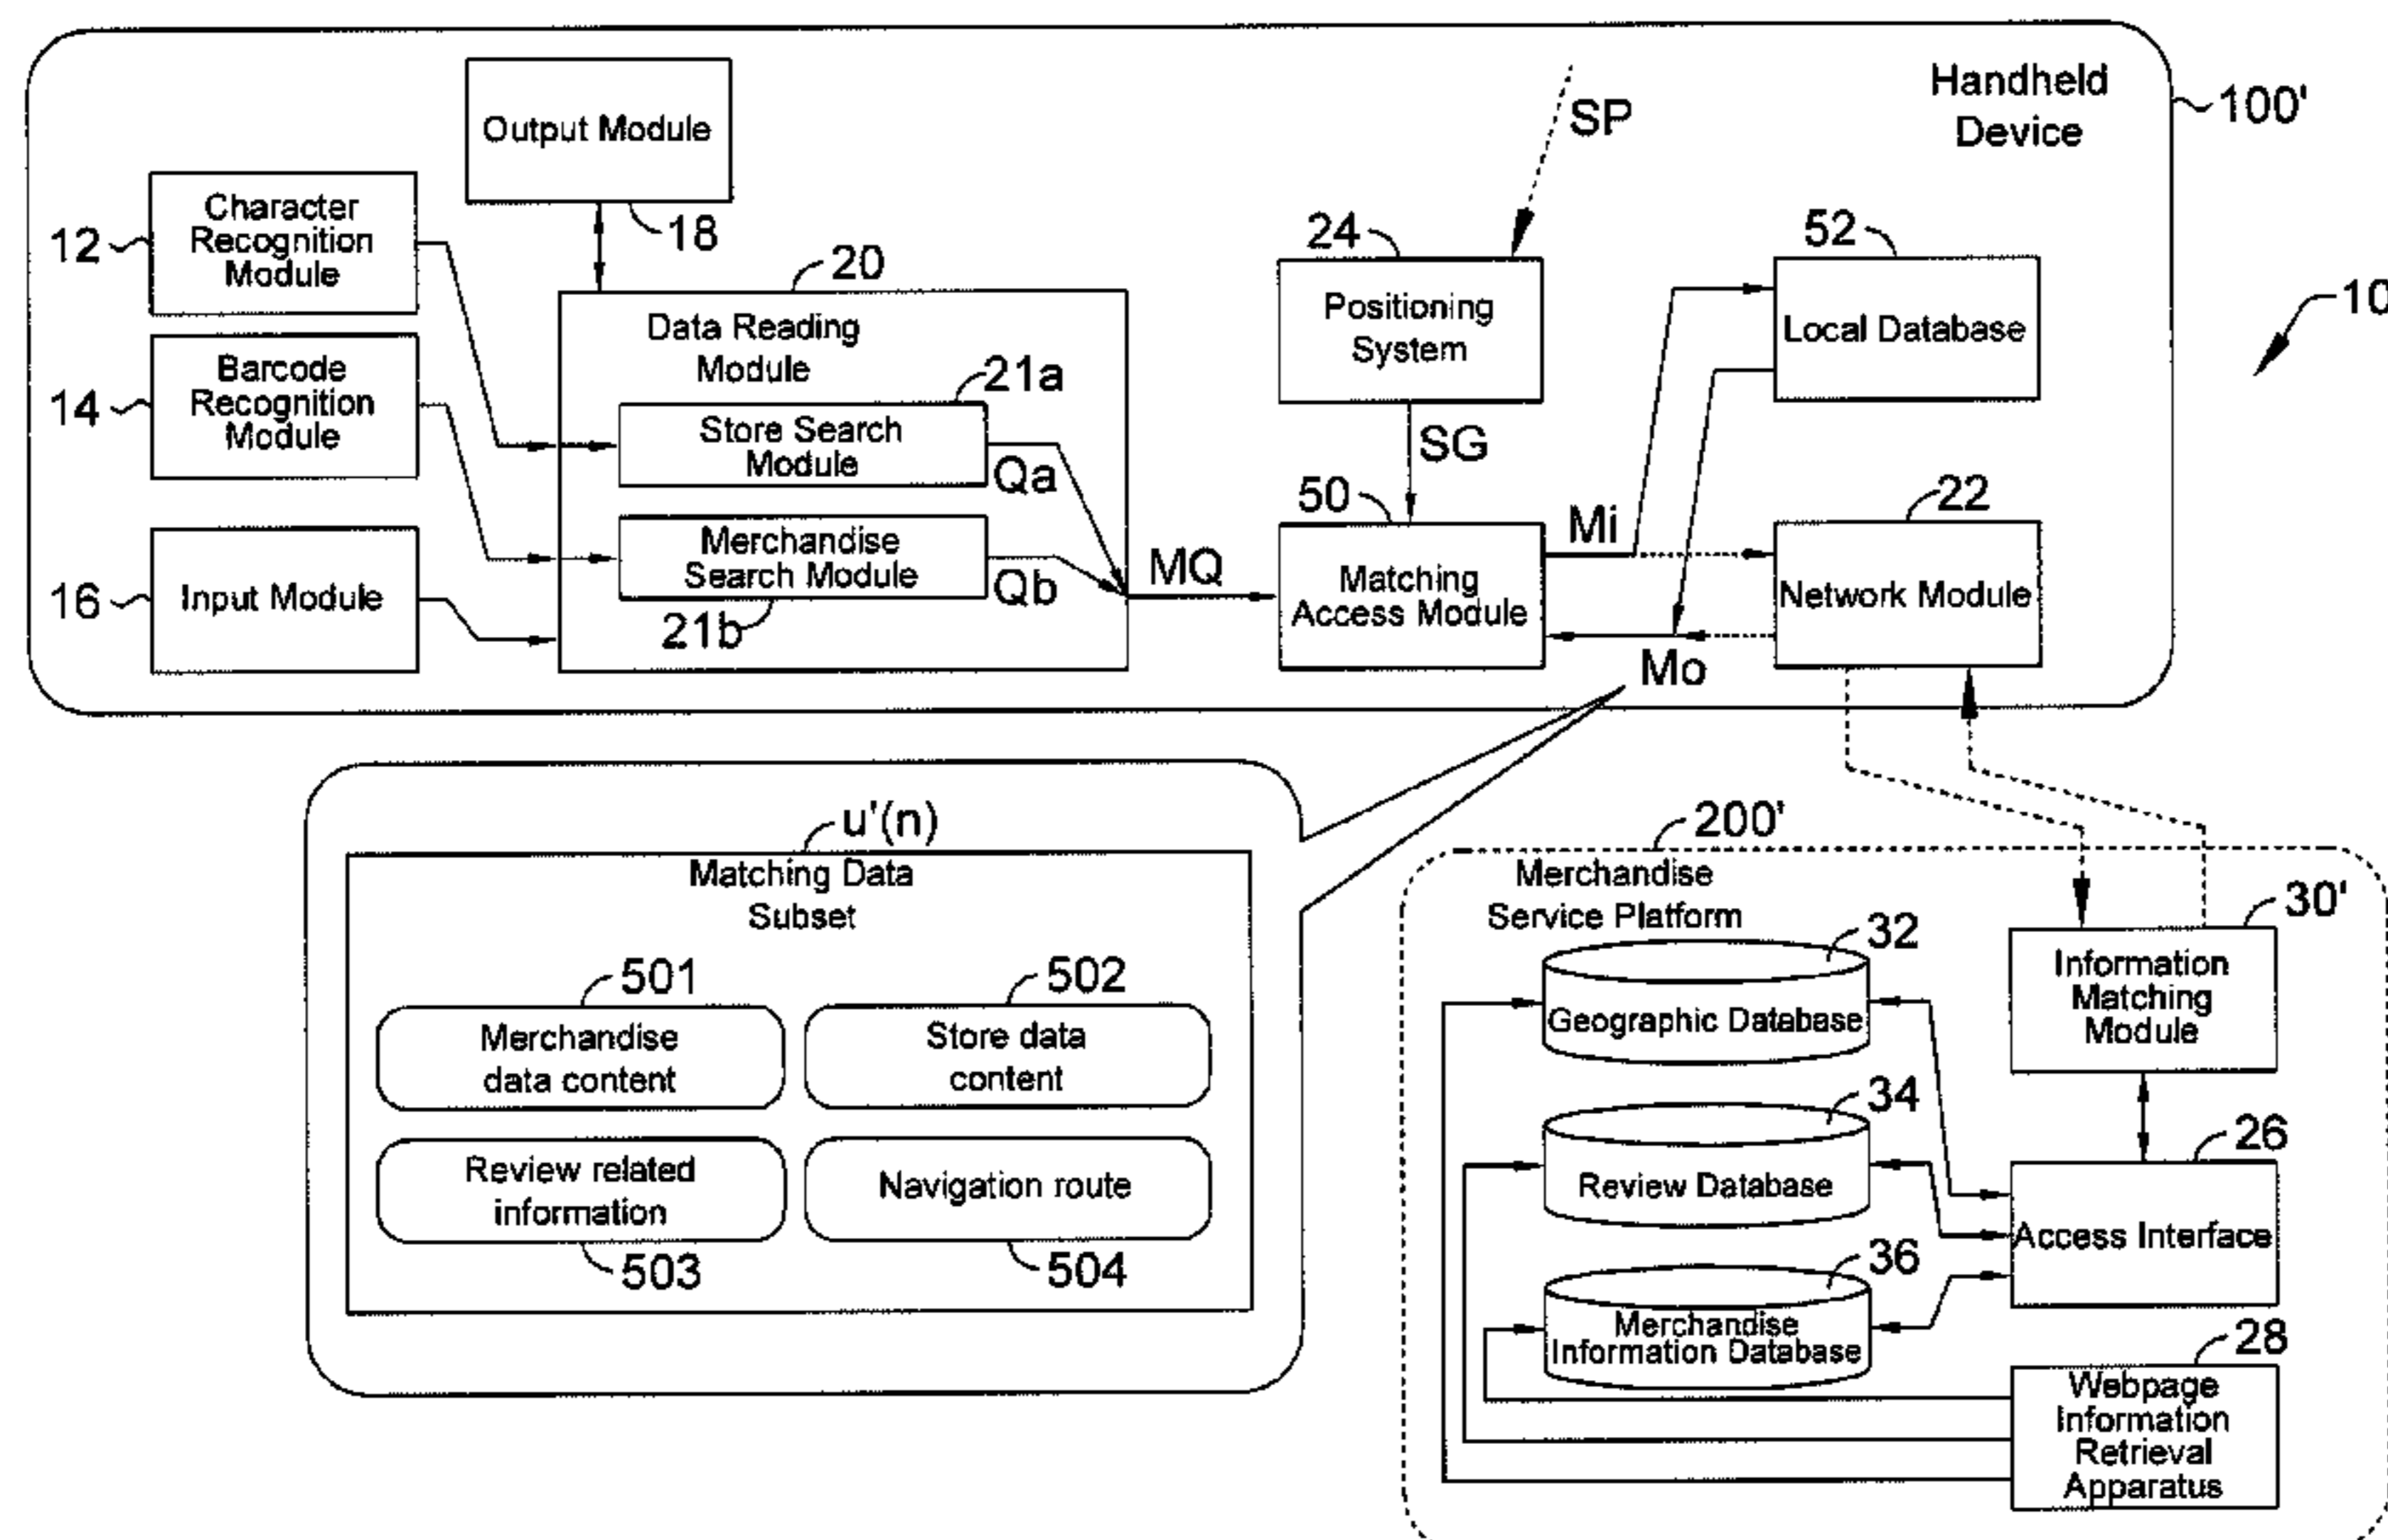 Handheld
Device
100'
Output Module
18
SP
12
Character
Recognition
Module
14
Barcode
Recognition
Module
16
Input Module
20
Data Reading
Module
21a
Store Search
Module
Qa
Merchandise
Search Module
Qb
21b
MQ
24
Positioning
System
SG
50
Matching
Access Module
Mi
Mo
52
Local Database
22
Network Module
10
u'(n)
Matching Data
Subset
501
Merchandise
data content
502
Store data
content
Review related
information
503
Navigation route
504
200'
Merchandise
Service Platform
32
Geographic Database
34
Review Database
36
Merchandise
Information Database
30'
Information
Matching
Module
26
Access Interface
28
Webpage
Information
Retrieval
Apparatus